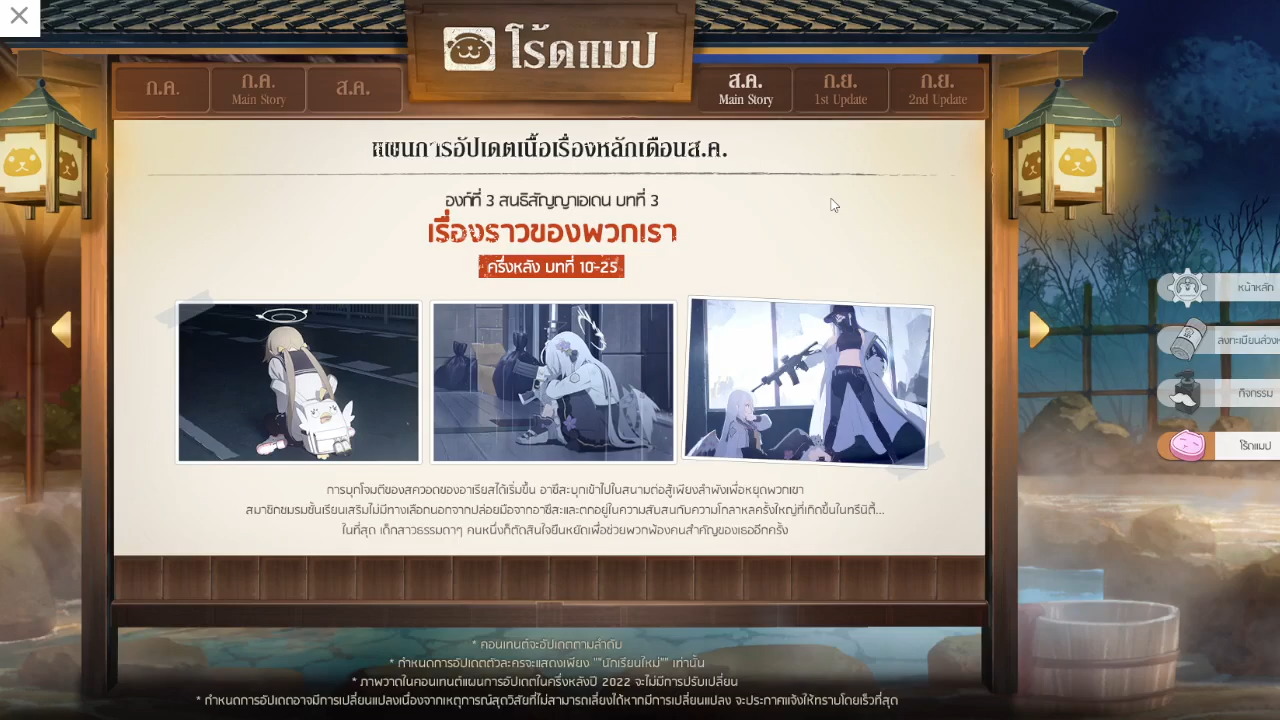 โร้ดแมป
ก.ค.
ก.ค.
Main Story
ส.ค.
ส.ค.
Main Story
ก.ย.
1st Update
ก.ย.
2nd Update
แผนการอัปเดตเนื้อเรื่องหลักเดือนส.ค.
องก์ที่ 3 สนธิสัญญาเอเดน บทที่ 3
เรื่องราวของพวกเรา
ครึ่งหลัง บทที่ 10-25
การบุกโจมตีของสควอดของอาเรียสได้เริ่มขึ้น อาซึสะบุกเข้าไปในสนามต่อสู้เพียงลำพังเพื่อหยุดพวกเขา
สมาชิกชมรมชั้นเรียนเสริมไม่มีทางเลือกนอกจากปล่อยมือจากอาซึสะและตกอยู่ในความสับสนกับความโกลาหลครั้งใหญ่ที่เกิดขึ้นในทรินิตี้...
ในที่สุด เด็กสาวธรรมดาๆ คนหนึ่งก็ตัดสินใจยืนหยัดเพื่อช่วยพวกพ้องคนสำคัญของเธออีกครั้ง
หน้าหลัก
ลงทะเบียนล่วงห
กิจกรรม
โร้ดแมป
* คอนเทนต์จะอัปเดตตามลำดับ
* กำหนดการอัปเดตตัวละครจะแสดงเพียง ""นักเรียนใหม่"" เท่านั้น
* ภาพวาดในคอนเทนต์แผนการอัปเดตในครึ่งหลังปี 2022 จะไม่มีการปรับเปลี่ยน
* กำหนดการอัปเดตอาจมีการเปลี่ยนแปลงเนื่องจากเหตุการณ์สุดวิสัยที่ไม่สามารถเลี่ยงได้หากมีการเปลี่ยนแปลง จะประกาศแจ้งให้ทราบโดยเร็วที่สุด